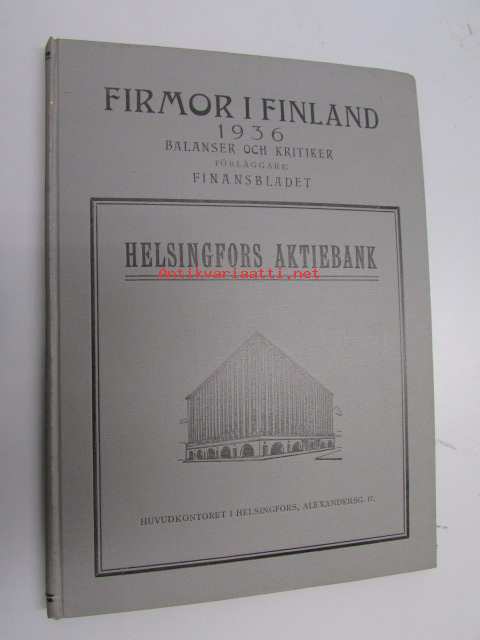 FIRMOR I FINLAND
1936
BALANSER OCH KRITIKER
FÖRLÄGGARE:
FINANSBLADET
HELSINGFORS AKTIEBANK
Antikvariaatti.net
HUVUDKONTORET I HELSINGFORS, ALEXANDERSG. 17.